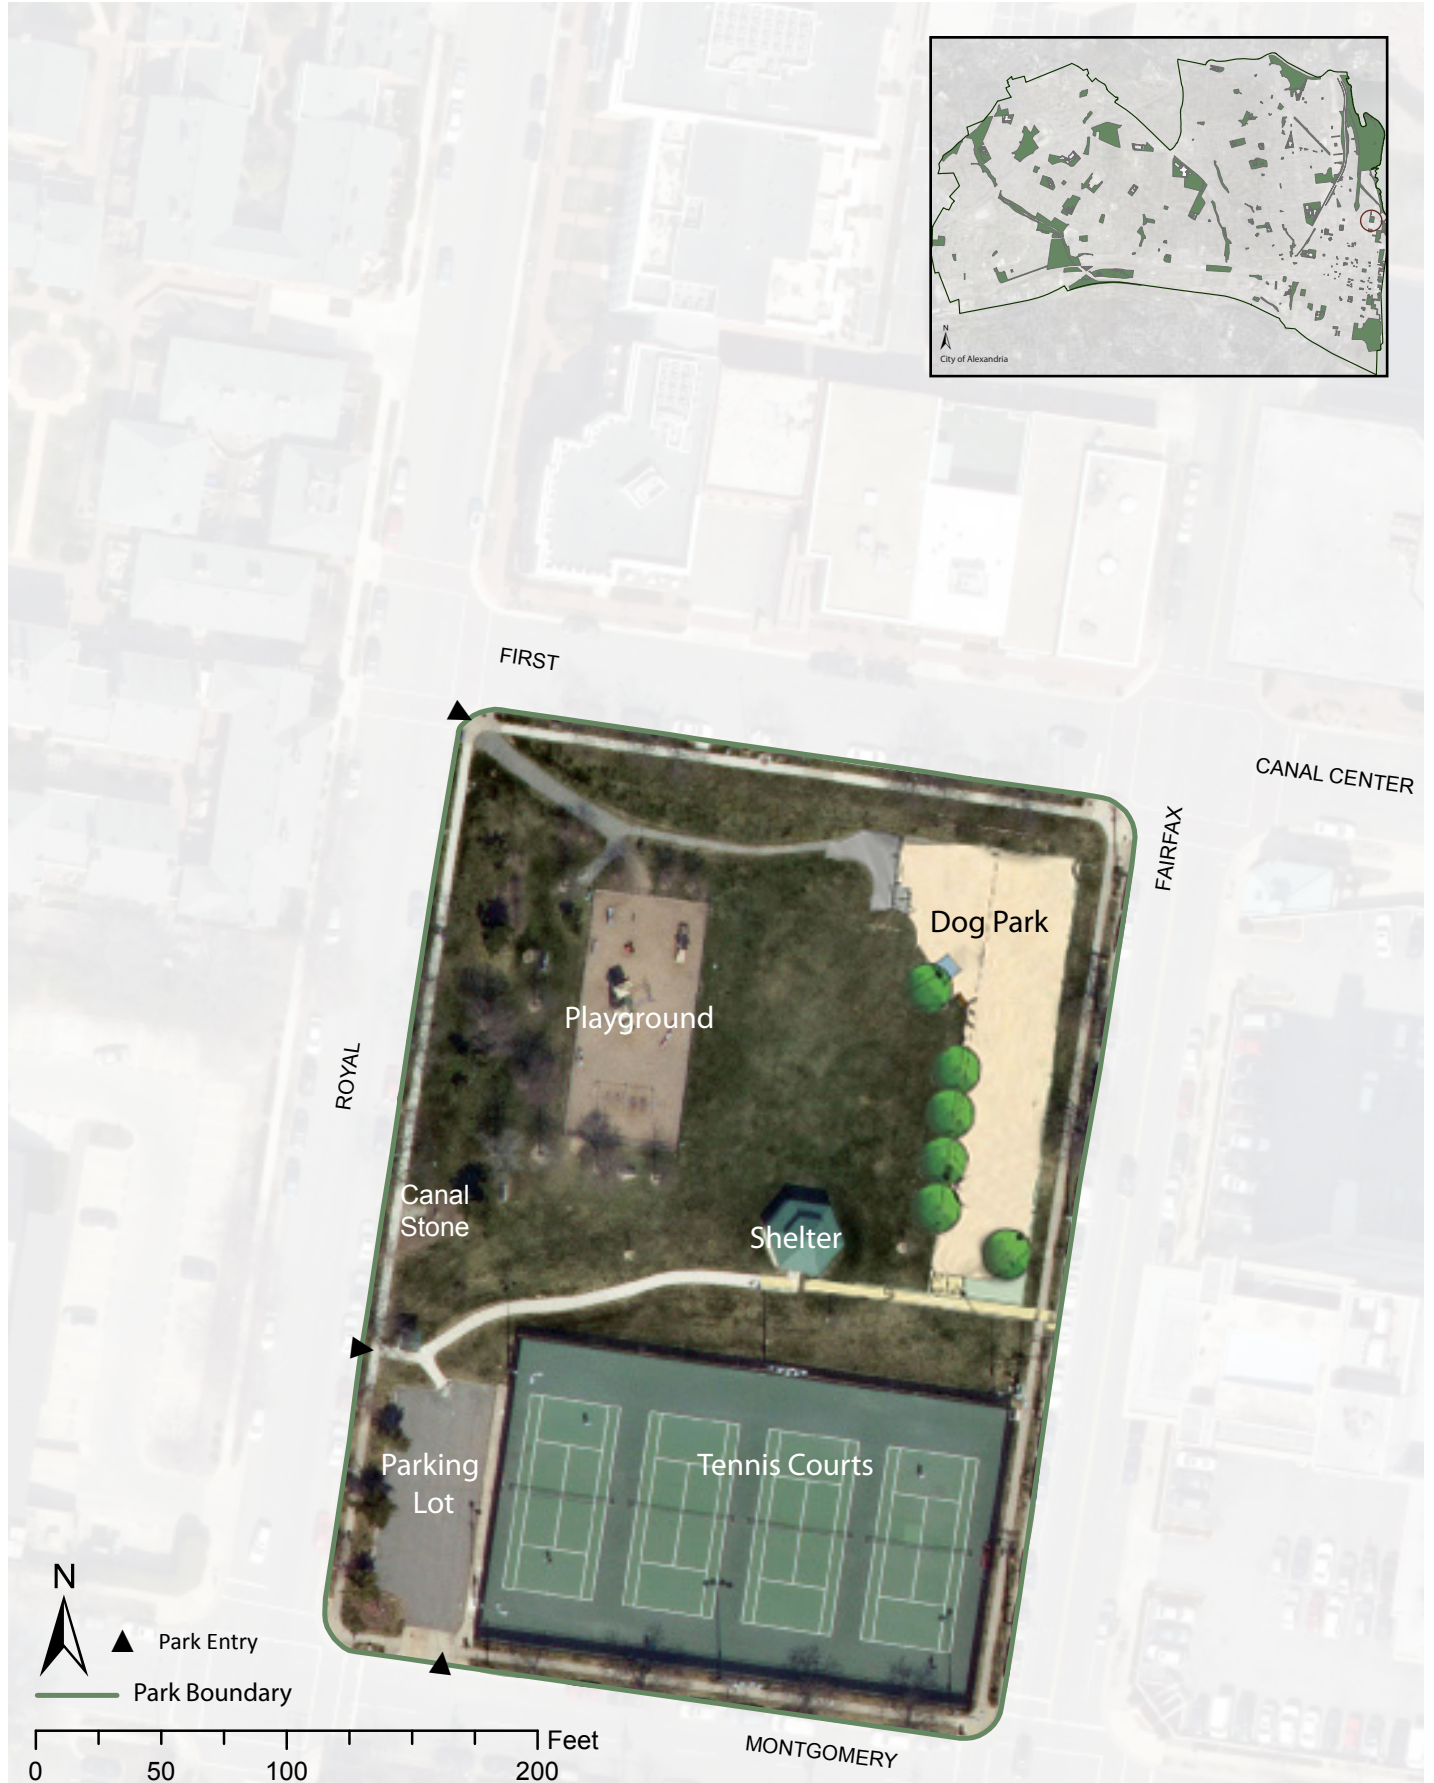 N
City of Alexandria
FIRST
CANAL CENTER
FAIRFAX
Dog Park
Playground
ROYAL
Canal
Stone
Shelter
Parking
Lot
Tennis Courts
N
Park Entry
Park Boundary
Feet
0 50 100 200
MONTGOMERY